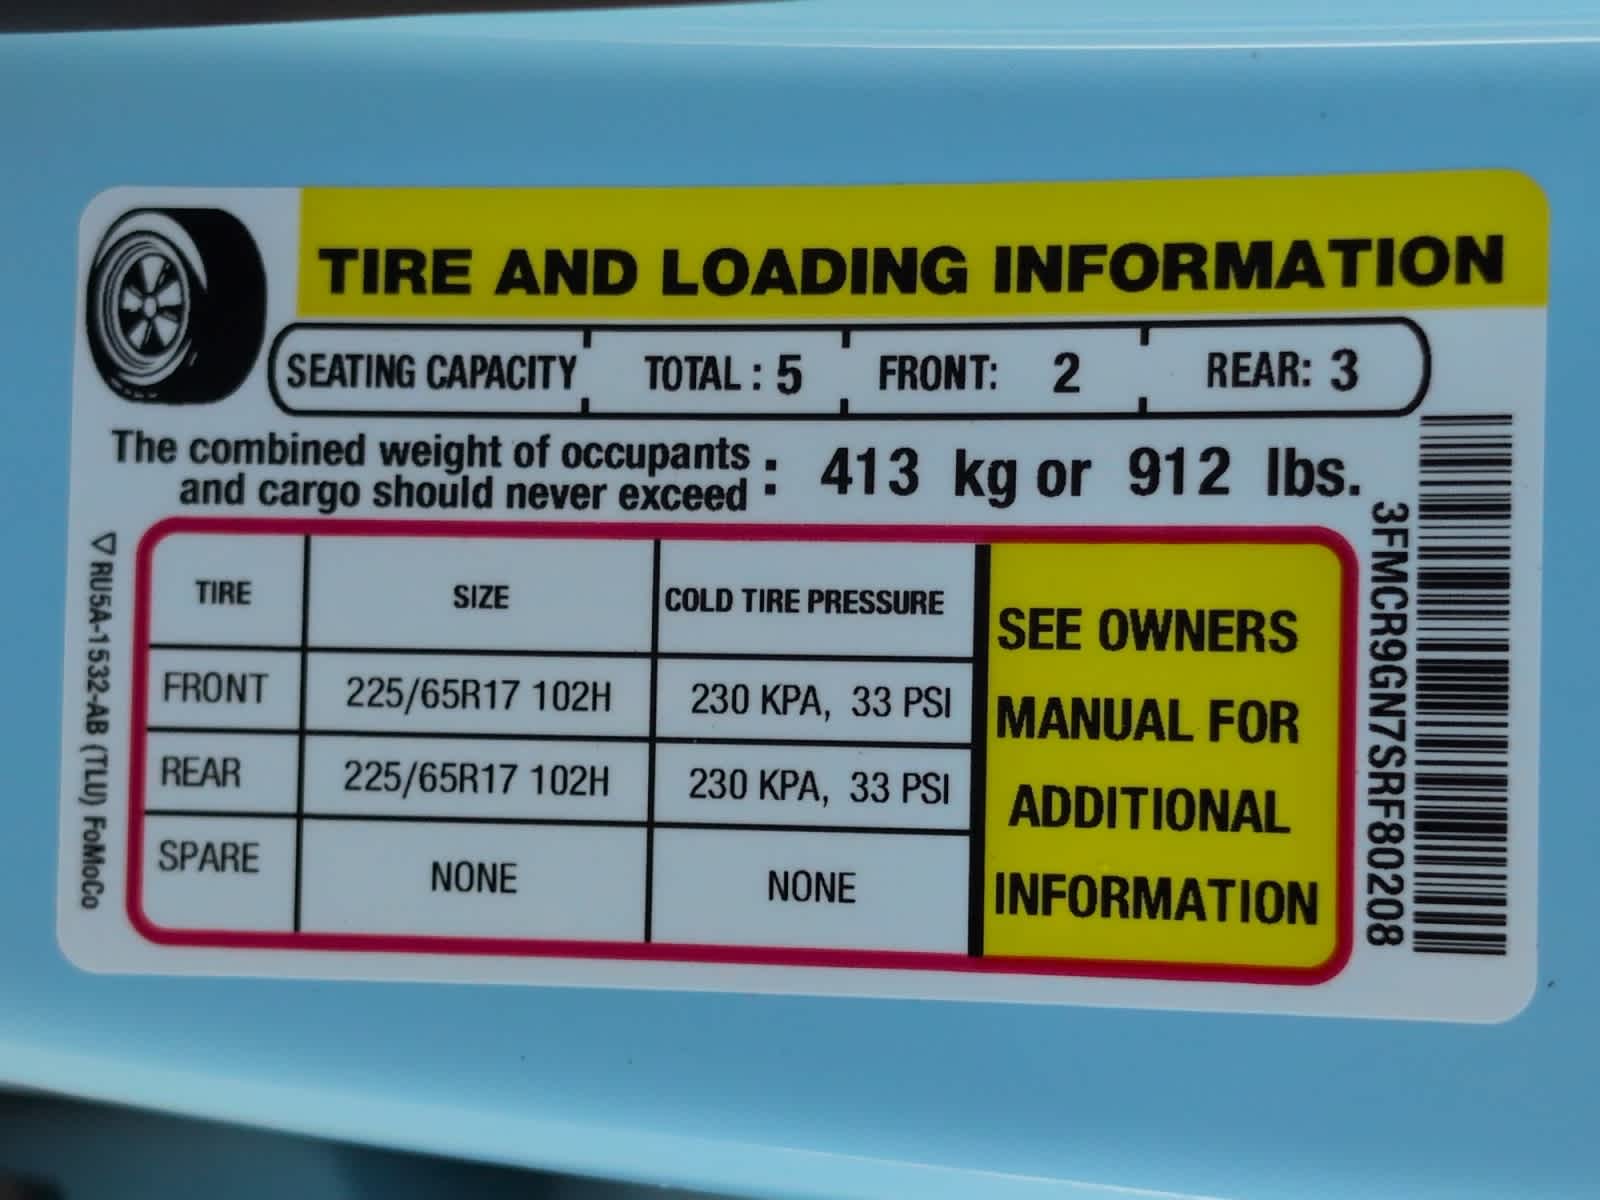 TIRE AND LOADING INFORMATION
SEATING CAPACITY TOTAL : 5 FRONT: 2 REAR: 3
The combined weight of occupants
and cargo should never exceed : 413 kg or 912 lbs.
TIRE SIZE COLD TIRE PRESSURE
FRONT 225/65R17 102H 230 KPA, 33 PSI
REAR 225/65R17 102H 230 KPA, 33 PSI
SPARE NONE NONE
SEE OWNERS
MANUAL FOR
ADDITIONAL
INFORMATION
3FMCR9GN7SRF80208
▽RU5A-1532-AB (TLU) FoMoCo